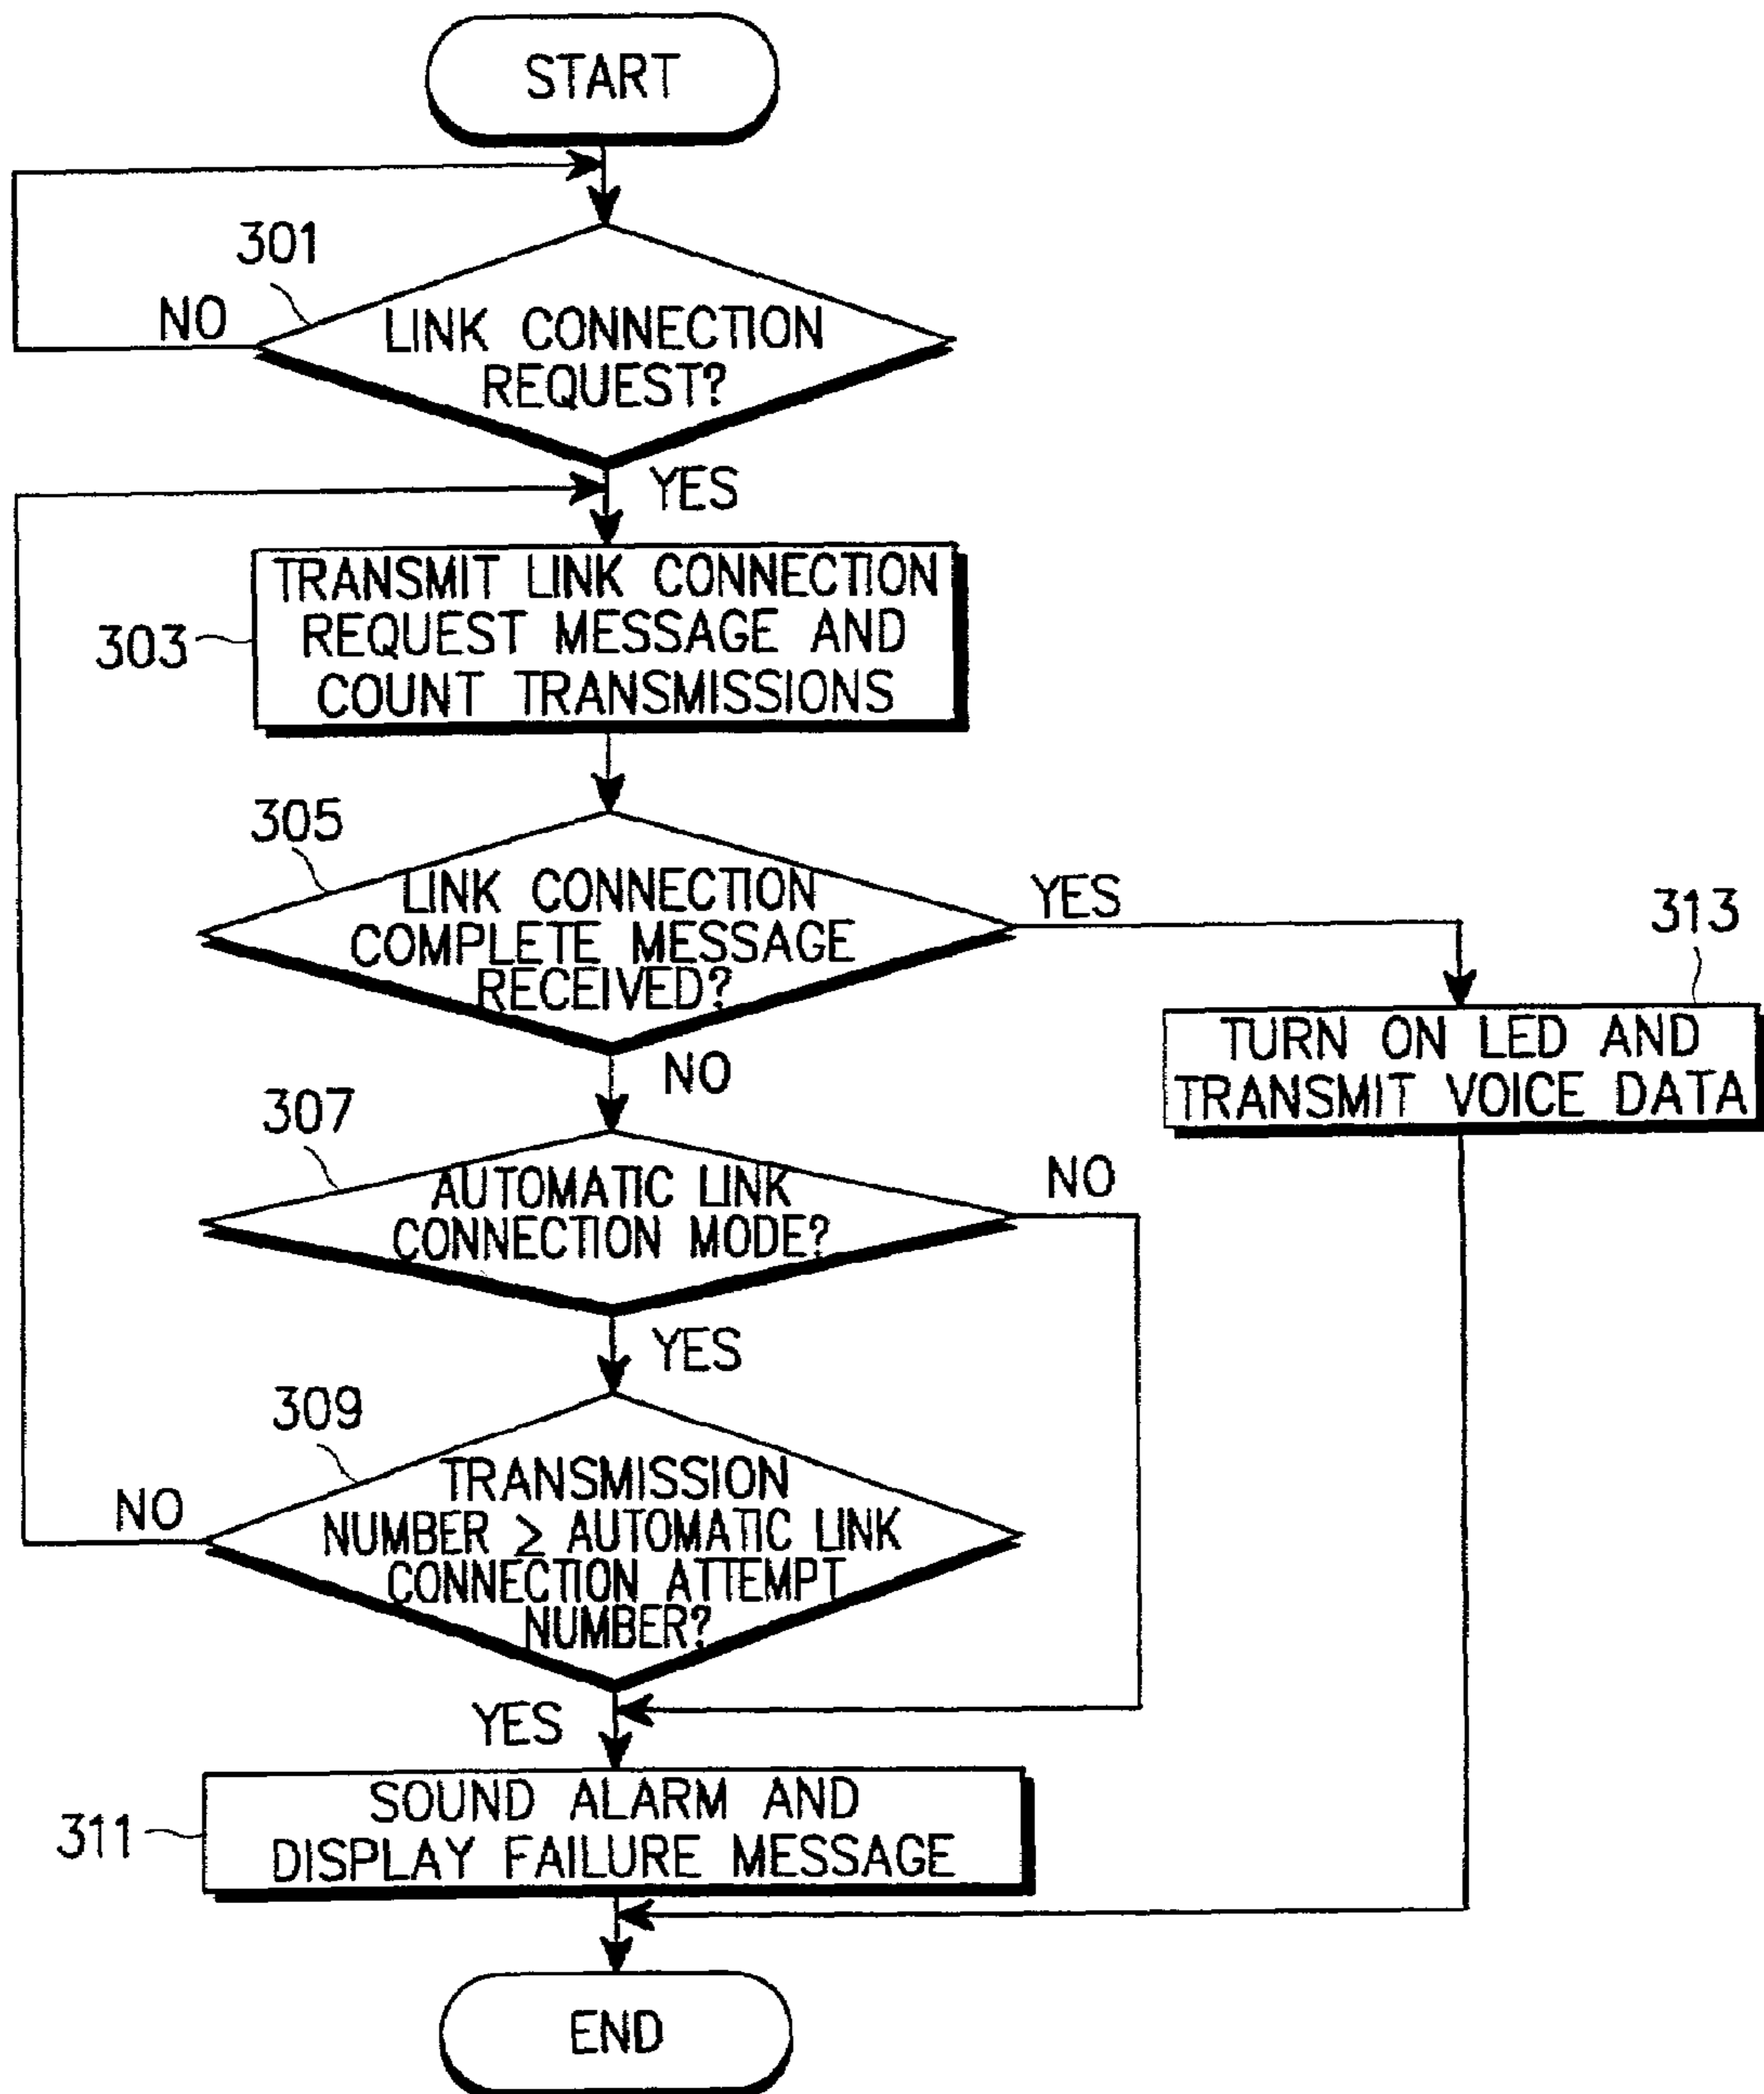 START
301
NO
LINK CONNECTION
REQUEST?
YES
TRANSMIT LINK CONNECTION
REQUEST MESSAGE AND
COUNT TRANSMISSIONS
303
305
LINK CONNECTION
COMPLETE MESSAGE
RECEIVED?
YES
313
TURN ON LED AND
TRANSMIT VOICE DATA
NO
307
AUTOMATIC LINK
CONNECTION MODE?
NO
YES
309
TRANSMISSION
NUMBER ≥ AUTOMATIC LINK
CONNECTION ATTEMPT
NUMBER?
NO
YES
311
SOUND ALARM AND
DISPLAY FAILURE MESSAGE
END